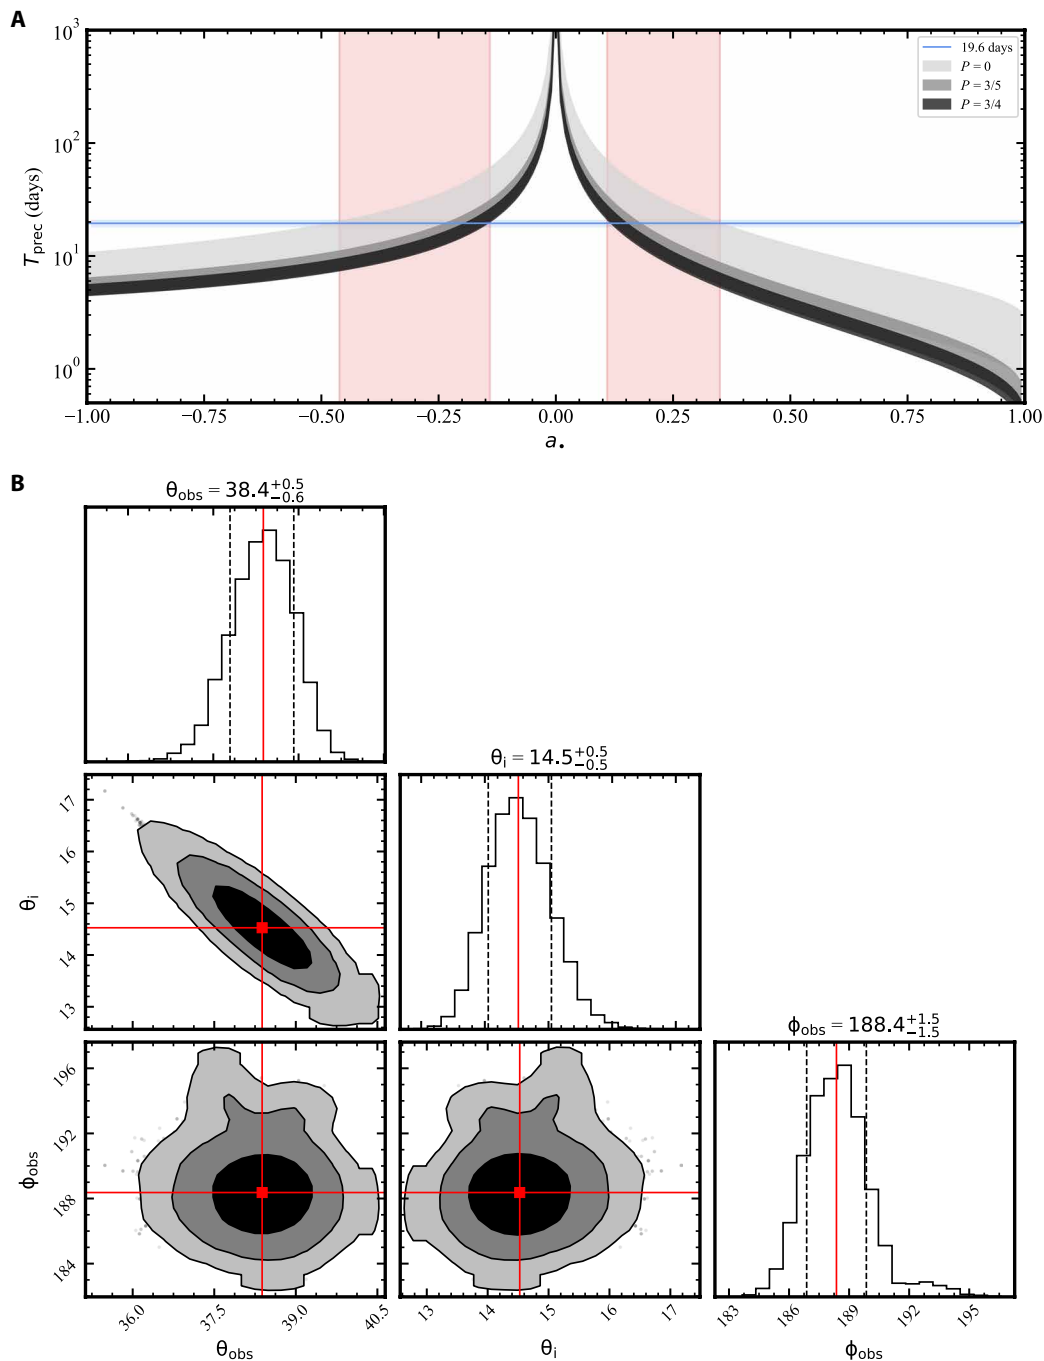 A
10³
10²
10¹
10⁰
T_prec (days)
19.6 days
P = 0
P = 3/5
P = 3/4
−1.00 −0.75 −0.50 −0.25 0.00 0.25 0.50 0.75 1.00
a•
B
θ_obs = 38.4 +0.5 −0.6
θ_i = 14.5 +0.5 −0.5
17
16
15
14
13
θ_i
ϕ_obs = 188.4 +1.5 −1.5
196
192
188
184
ϕ_obs
36.0 37.5 39.0 40.5
13 14 15 16 17
183 186 189 192 195
θ_obs
θ_i
ϕ_obs